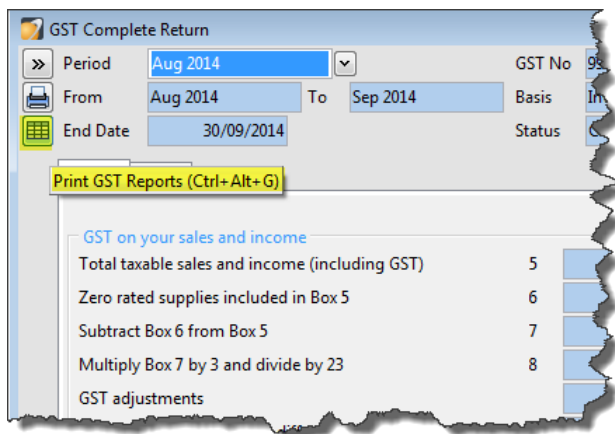 GST Complete Return
Period Aug 2014 GST No
From Aug 2014 To Sep 2014 Basis
End Date 30/09/2014 Status
Print GST Reports (Ctrl+Alt+G)
GST on your sales and income
Total taxable sales and income (including GST) 5
Zero rated supplies included in Box 5 6
Subtract Box 6 from Box 5 7
Multiply Box 7 by 3 and divide by 23 8
GST adjustments